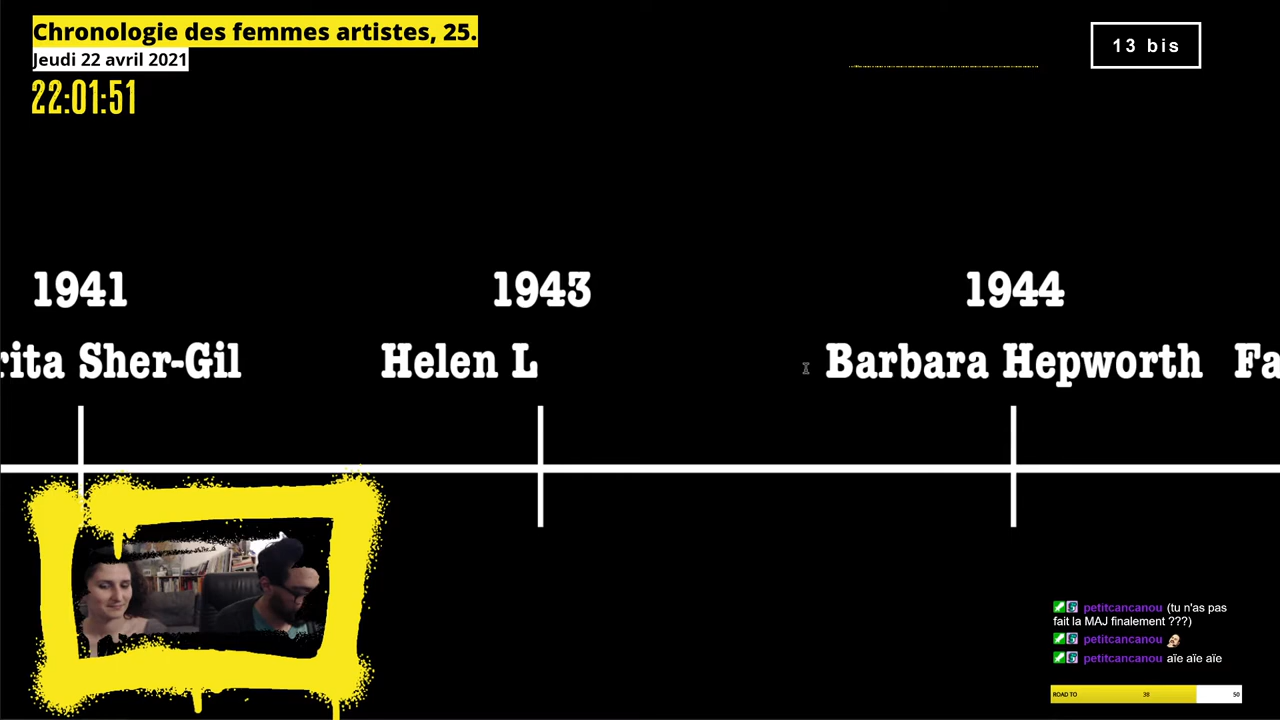 Chronologie des femmes artistes, 25.
Jeudi 22 avril 2021
22:01:51
13 bis
1941
1943
1944
rita Sher-Gil
Helen L
Barbara Hepworth
Fa
petitcancanou (tu n'as pas
fait la MAJ finalement ???)
petitcancanou
petitcancanou aïe aïe aïe
ROAD TO 38 50